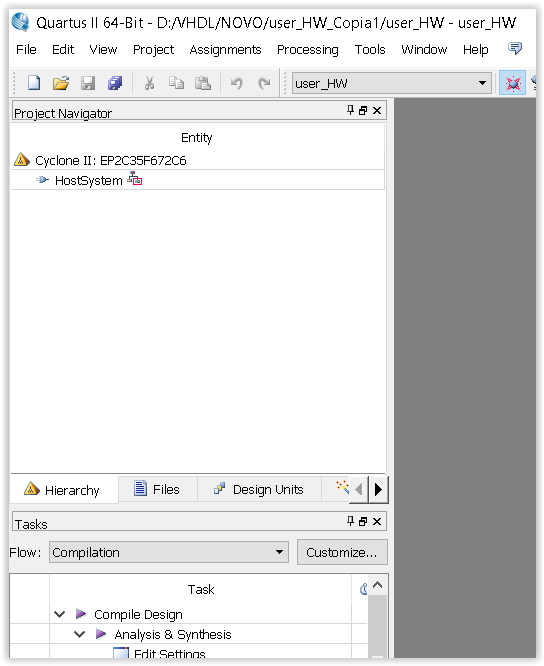 Quartus II 64-Bit - D:/VHDL/NOVO/user_HW_Copia1/user_HW - user_HW
File Edit View Project Assignments Processing Tools Window Help
user_HW
Project Navigator
Entity
Cyclone II: EP2C35F672C6
HostSystem
Hierarchy Files Design Units
Tasks
Flow: Compilation Customize...
Task
Compile Design
Analysis & Synthesis
Edit Settings